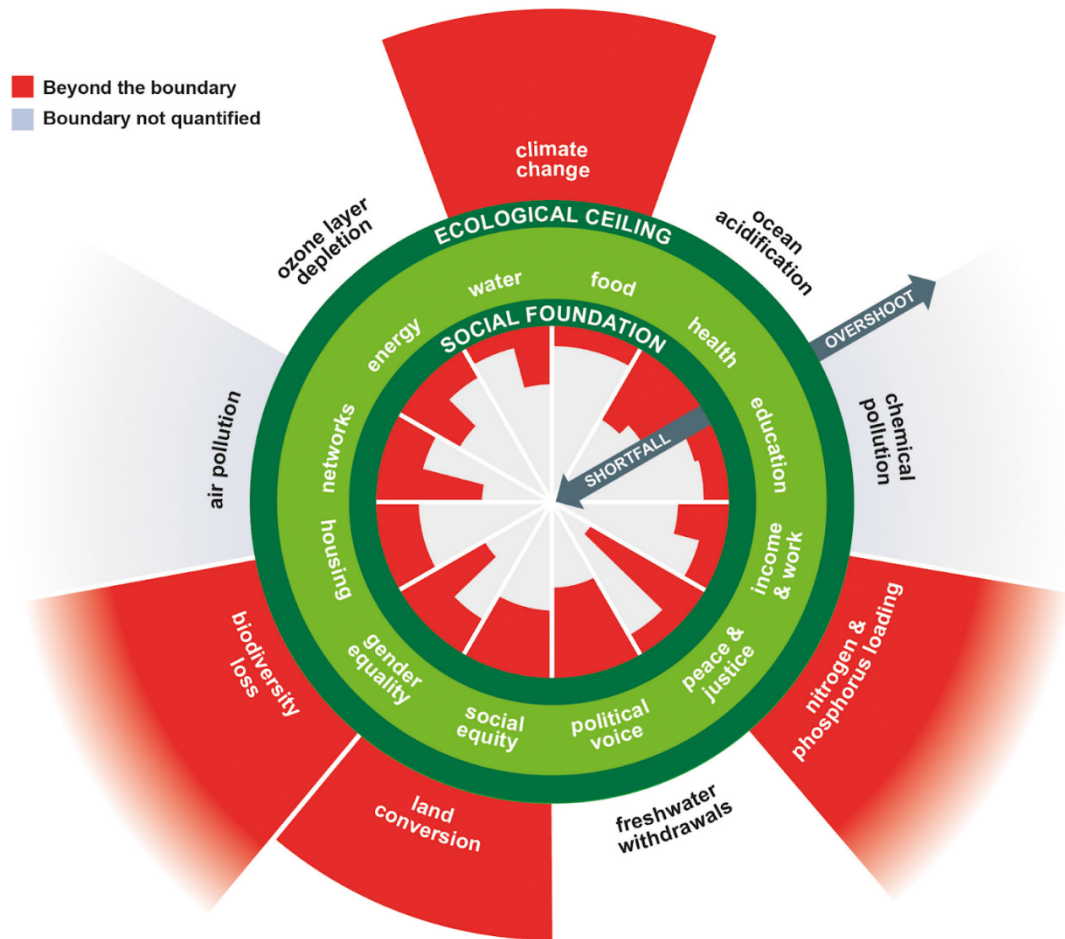 Beyond the boundary
Boundary not quantified
climate
change
ECOLOGICAL CEILING
ozone layer
depletion
ocean
acidification
water
food
energy
health
SOCIAL FOUNDATION
OVERSHOOT
SHORTFALL
networks
education
air pollution
chemical
pollution
housing
income
& work
biodiversity
loss
gender
equality
peace &
justice
nitrogen &
phosphorus loading
social
equity
political
voice
land
conversion
freshwater
withdrawals